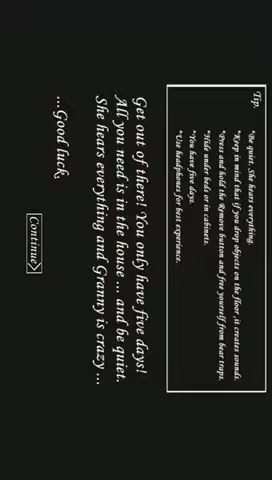 Tip.
*Be quiet. She hears everything.
*Keep in mind that if you drop objects on the floor ,it creates sounds.
*Press and hold the Remove button and free yourself from bear traps.
*Hide under beds or in cabinets.
*You have five days.
*Use headphones for best experience.
Get out of there! You only have five days!
All you need is in the house ... and be quiet.
She hears everything and Granny is crazy ...
...Good luck.
Continue